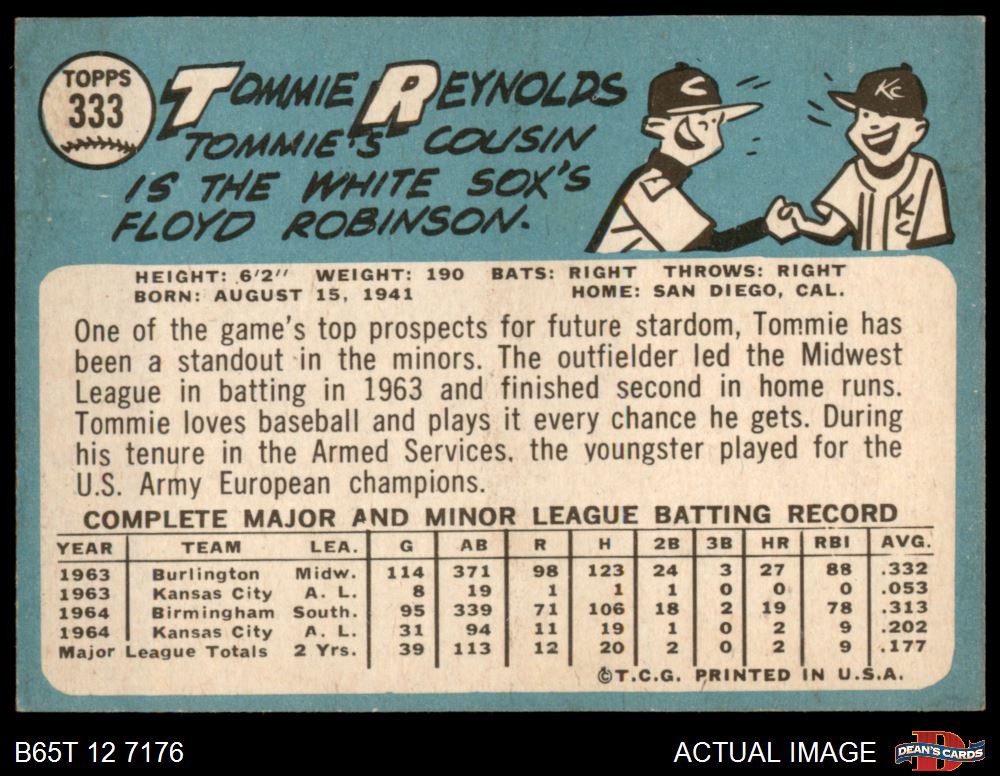 TOPPS
333
TOMMIE REYNOLDS
TOMMIE'S COUSIN
IS THE WHITE SOX'S
FLOYD ROBINSON.
C
KC
KC
HEIGHT: 6'2" WEIGHT: 190 BATS: RIGHT THROWS: RIGHT
BORN: AUGUST 15, 1941 HOME: SAN DIEGO, CAL.
One of the game's top prospects for future stardom, Tommie has
been a standout in the minors. The outfielder led the Midwest
League in batting in 1963 and finished second in home runs.
Tommie loves baseball and plays it every chance he gets. During
his tenure in the Armed Services, the youngster played for the
U.S. Army European champions.
COMPLETE MAJOR AND MINOR LEAGUE BATTING RECORD
YEAR TEAM LEA. G AB R H 2B 3B HR RBI AVG.
1963 Burlington Midw. 114 371 98 123 24 3 27 88 .332
1963 Kansas City A. L. 8 19 1 1 1 0 0 0 .053
1964 Birmingham South. 95 339 71 106 18 2 19 78 .313
1964 Kansas City A. L. 31 94 11 19 1 0 2 9 .202
Major League Totals 2 Yrs. 39 113 12 20 2 0 2 9 .177
©T.C.G. PRINTED IN U.S.A.
B65T 12 7176 ACTUAL IMAGE D DEAN'S CARDS